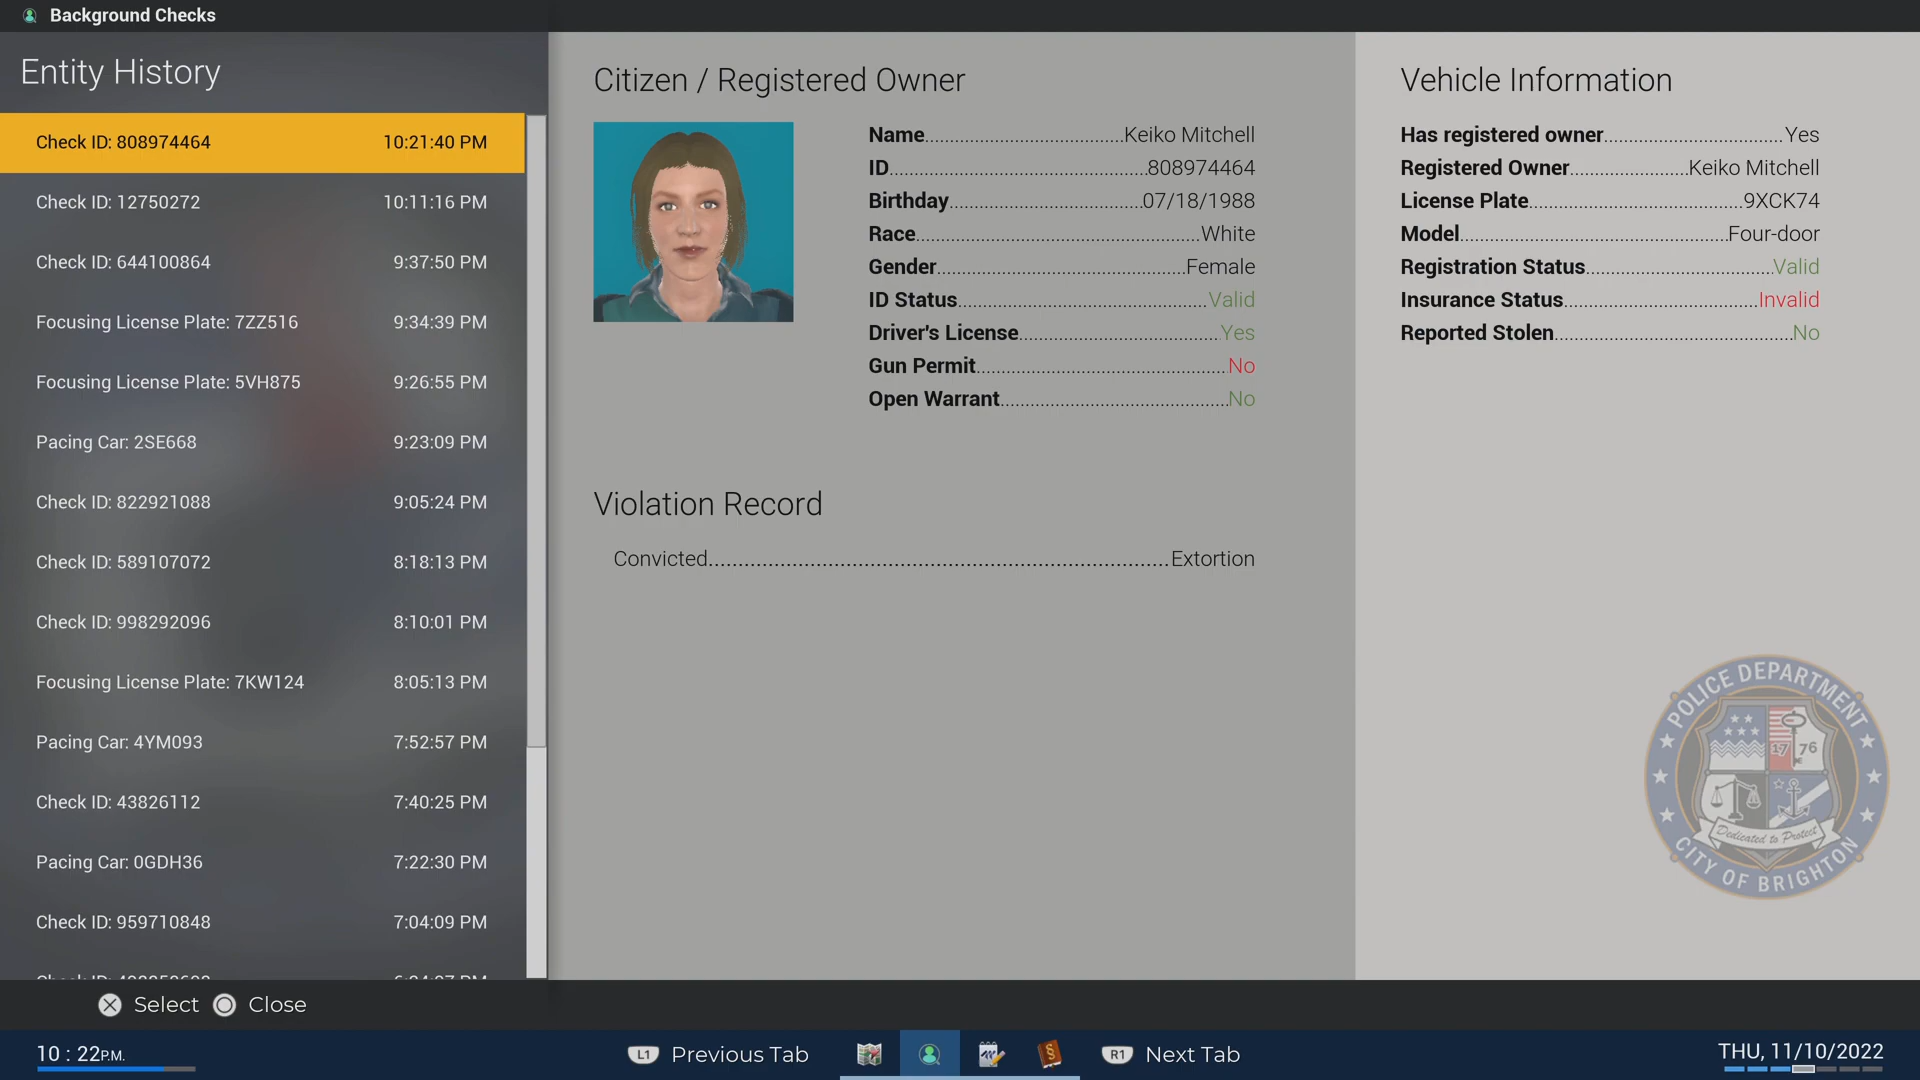 Background Checks
Entity History
Check ID: 808974464 10:21:40 PM
Check ID: 12750272 10:11:16 PM
Check ID: 644100864 9:37:50 PM
Focusing License Plate: 7ZZ516 9:34:39 PM
Focusing License Plate: 5VH875 9:26:55 PM
Pacing Car: 2SE668 9:23:09 PM
Check ID: 822921088 9:05:24 PM
Check ID: 589107072 8:18:13 PM
Check ID: 998292096 8:10:01 PM
Focusing License Plate: 7KW124 8:05:13 PM
Pacing Car: 4YM093 7:52:57 PM
Check ID: 43826112 7:40:25 PM
Pacing Car: 0GDH36 7:22:30 PM
Check ID: 959710848 7:04:09 PM
Citizen / Registered Owner
Name Keiko Mitchell
ID 808974464
Birthday 07/18/1988
Race White
Gender Female
ID Status Valid
Driver's License Yes
Gun Permit No
Open Warrant No
Violation Record
Convicted Extortion
Vehicle Information
Has registered owner Yes
Registered Owner Keiko Mitchell
License Plate 9XCK74
Model Four-door
Registration Status Valid
Insurance Status Invalid
Reported Stolen No
POLICE DEPARTMENT
17 76
Dedicated to Protect
CITY OF BRIGHTON
Select Close
10 : 22 P.M.
L1 Previous Tab
R1 Next Tab
THU, 11/10/2022